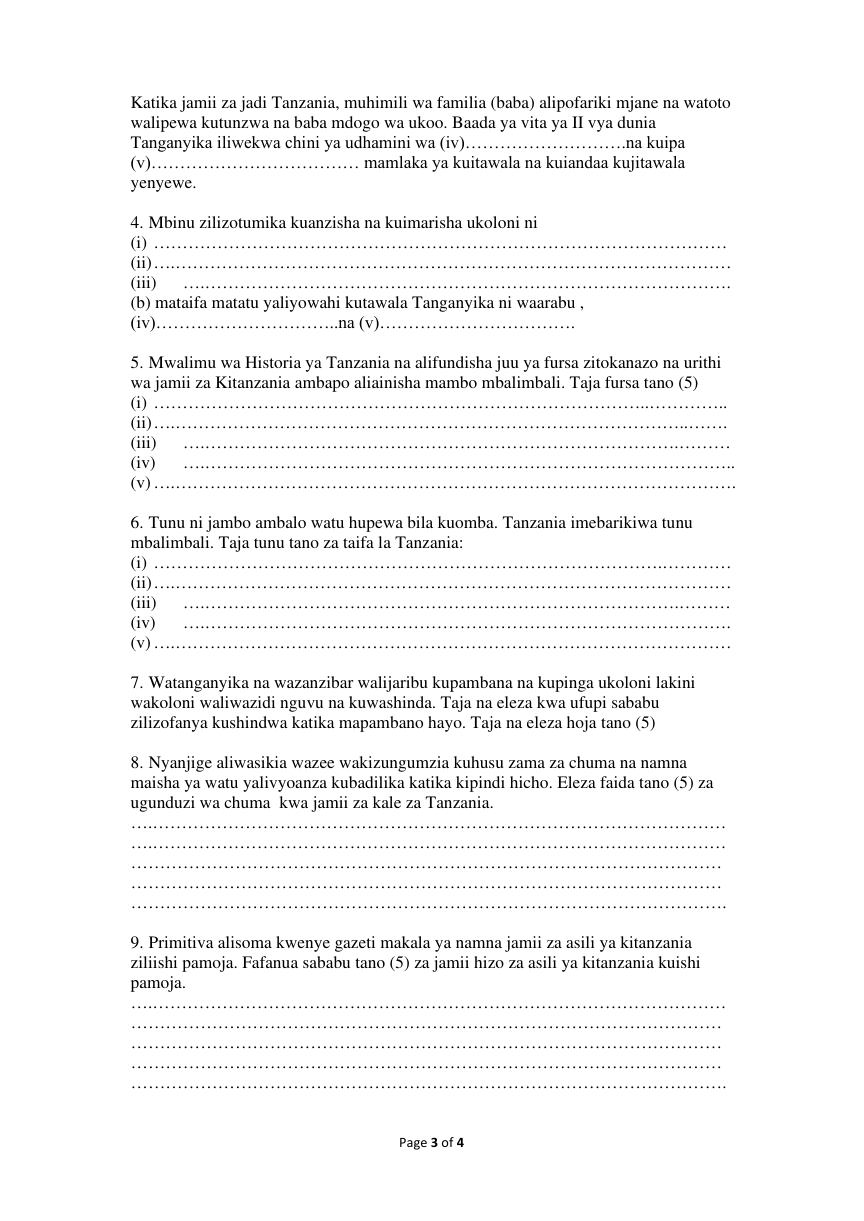 Katika jamii za jadi Tanzania, muhimili wa familia (baba) alipofariki mjane na watoto
walipewa kutunzwa na baba mdogo wa ukoo. Baada ya vita ya II vya dunia
Tanganyika iliwekwa chini ya udhamini wa (iv)……………………….na kuipa
(v)……………………………… mamlaka ya kuitawala na kuiandaa kujitawala
yenyewe.
4. Mbinu zilizotumika kuanzisha na kuimarisha ukoloni ni
(i) ………………………………………………………………………………………
(ii)….……………………………………………………………………………………
(iii) ….……………………………………………………………………………….
(b) mataifa matatu yaliyowahi kutawala Tanganyika ni waarabu ,
(iv)…………………………..na (v)…………………………….
5. Mwalimu wa Historia ya Tanzania na alifundisha juu ya fursa zitokanazo na urithi
wa jamii za Kitanzania ambapo aliainisha mambo mbalimbali. Taja fursa tano (5)
(i) …………………………………………………………………………...…………..
(ii)….……………………………………………………………………………..…….
(iii) ….……………………………………………………………………….………
(iv) ….………………………………………………………………………………..
(v) ….…………………………………………………………………………………….
6. Tunu ni jambo ambalo watu hupewa bila kuomba. Tanzania imebarikiwa tunu
mbalimbali. Taja tunu tano za taifa la Tanzania:
(i) …………………………………………………………………………….…………
(ii)….……………………………………………………………………………………
(iii) ….……………………………………………………………………….………
(iv) ….……………………………………………………………………………….
(v) ….……………………………………………………………………………………
7. Watanganyika na wazanzibar walijaribu kupambana na kupinga ukoloni lakini
wakoloni waliwazidi nguvu na kuwashinda. Taja na eleza kwa ufupi sababu
zilizofanya kushindwa katika mapambano hayo. Taja na eleza hoja tano (5)
8. Nyanjige aliwasikia wazee wakizungumzia kuhusu zama za chuma na namna
maisha ya watu yalivyoanza kubadilika katika kipindi hicho. Eleza faida tano (5) za
ugunduzi wa chuma kwa jamii za kale za Tanzania.
….………………………………………………………………………………………
….………………………………………………………………………………………
…………………………………………………………………………………………
…………………………………………………………………………………………
………………………………………………………………………………………….
9. Primitiva alisoma kwenye gazeti makala ya namna jamii za asili ya kitanzania
ziliishi pamoja. Fafanua sababu tano (5) za jamii hizo za asili ya kitanzania kuishi
pamoja.
….………………………………………………………………………………………
…………………………………………………………………………………………
…………………………………………………………………………………………
…………………………………………………………………………………………
………………………………………………………………………………………….
Page 3 of 4